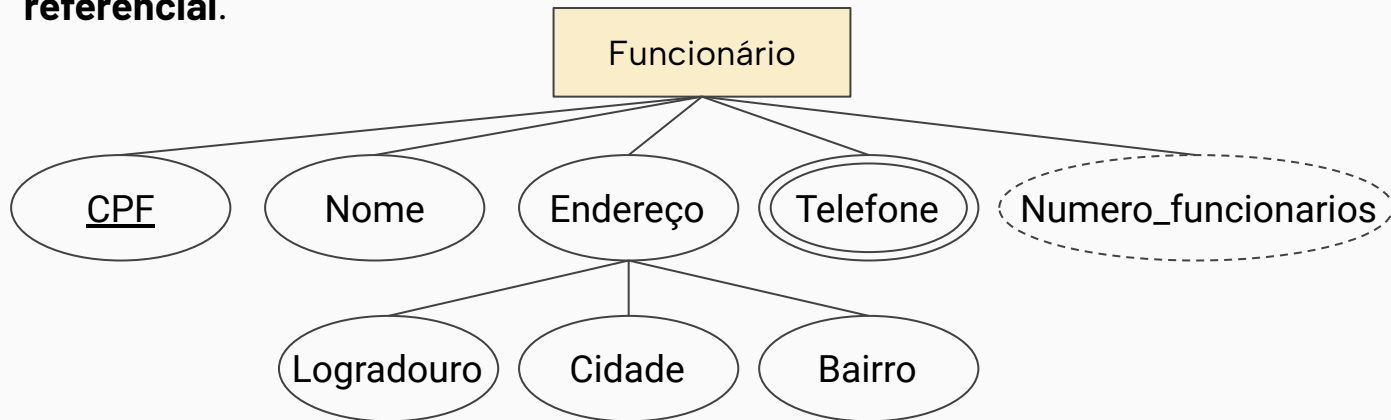 referencial.
Funcionário
CPF
Nome
Endereço
Telefone
Numero_funcionarios
Logradouro
Cidade
Bairro